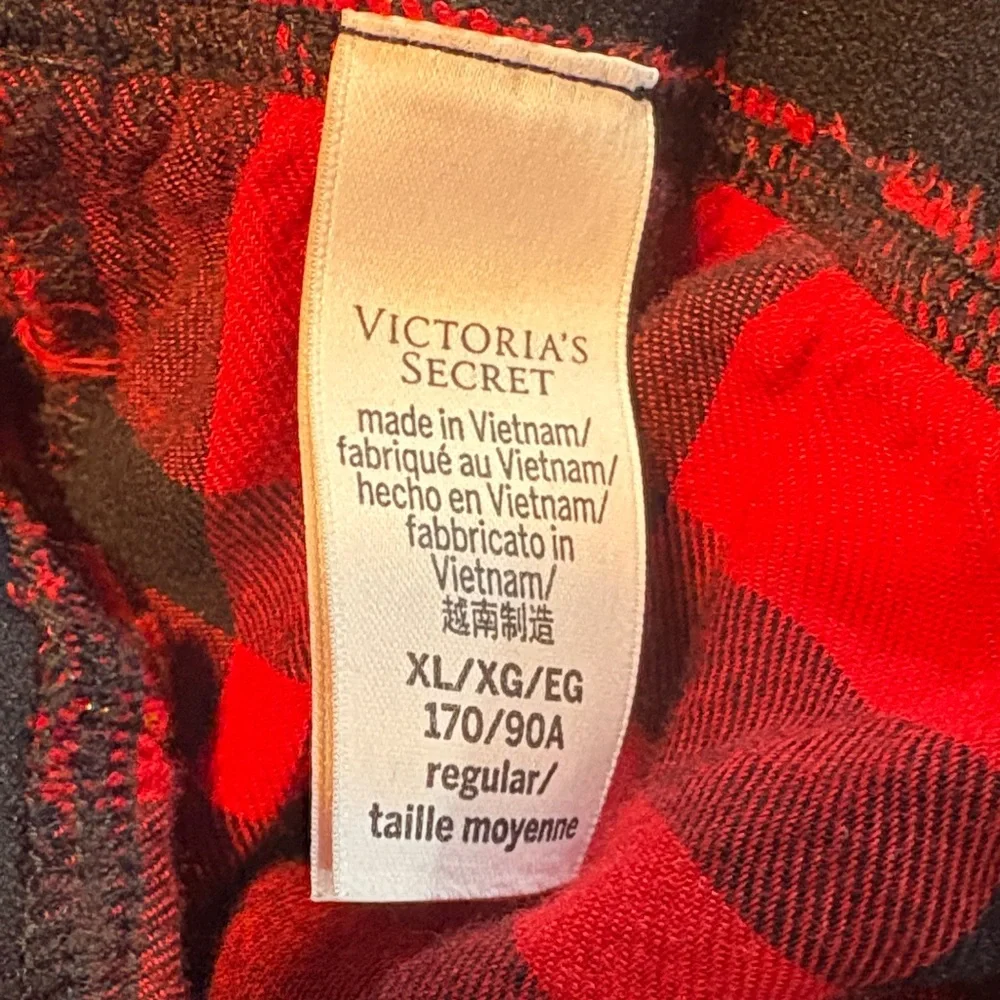 VICTORIA'S
SECRET
made in Vietnam/
fabriqué au Vietnam/
hecho en Vietnam/
fabbricato in
Vietnam/
越南制造
XL/XG/EG
170/90A
regular/
taille moyenne